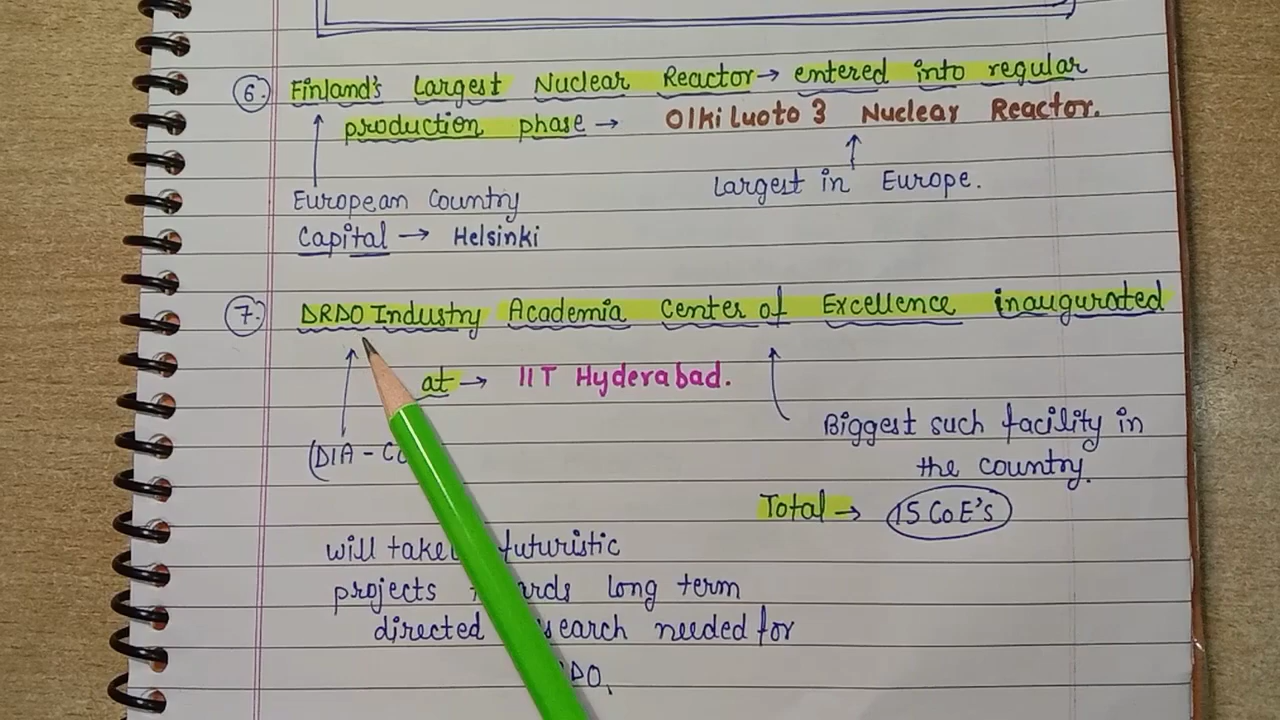 6. Finland's Largest Nuclear Reactor → entered into regular
production phase → Olkiluoto 3 Nuclear Reactor.
Largest in Europe.
European Country
Capital → Helsinki
7. DRDO Industry Academia Center of Excellence inaugurated
at → IIT Hyderabad.
Biggest such facility in
the country.
(DIA -
Total → 15 CoE's
will take futuristic
projects long term
directed needed for